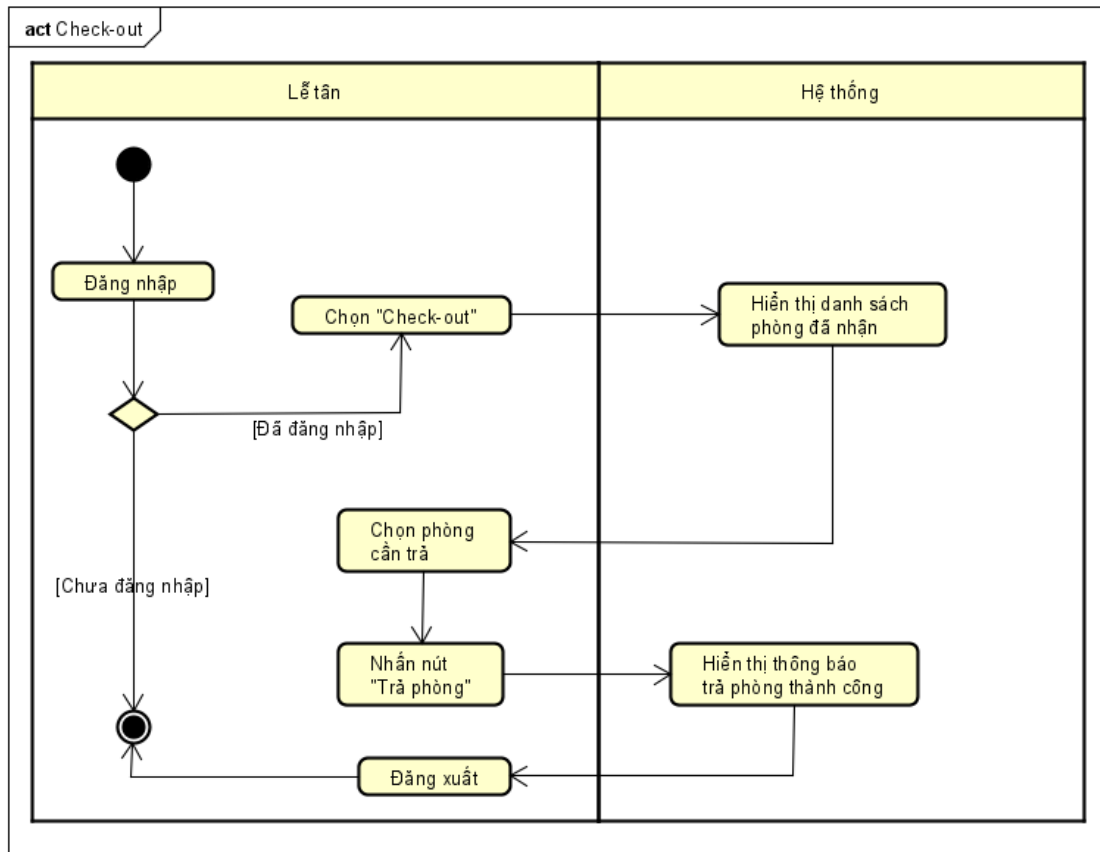 act Check-out
Lễ tân
Hệ thống
Đăng nhập
Chọn "Check-out"
Hiển thị danh sách
phòng đã nhận
[Đã đăng nhập]
Chọn phòng
cần trả
[Chưa đăng nhập]
Nhấn nút
"Trả phòng"
Hiển thị thông báo
trả phòng thành công
Đăng xuất